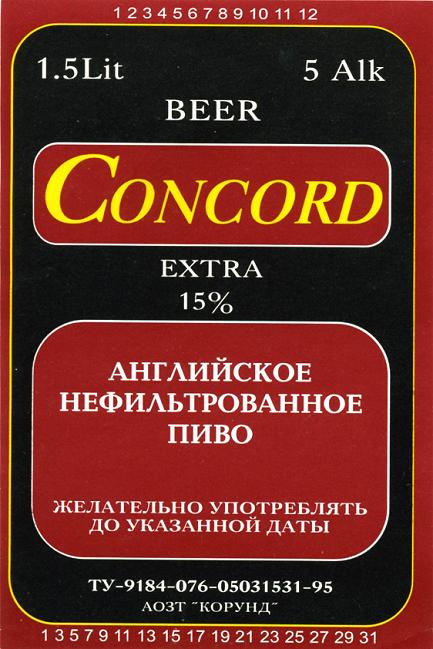 1 2 3 4 5 6 7 8 9 10 11 12
1.5Lit 5 Alk
BEER
CONCORD
EXTRA
15%
АНГЛИЙСКОЕ
НЕФИЛЬТРОВАННОЕ
ПИВО
ЖЕЛАТЕЛЬНО УПОТРЕБЛЯТЬ
ДО УКАЗАННОЙ ДАТЫ
ТУ-9184-076-05031531-95
АОЗТ "КОРУНД"
1 3 5 7 9 11 13 15 17 19 21 23 25 27 29 31